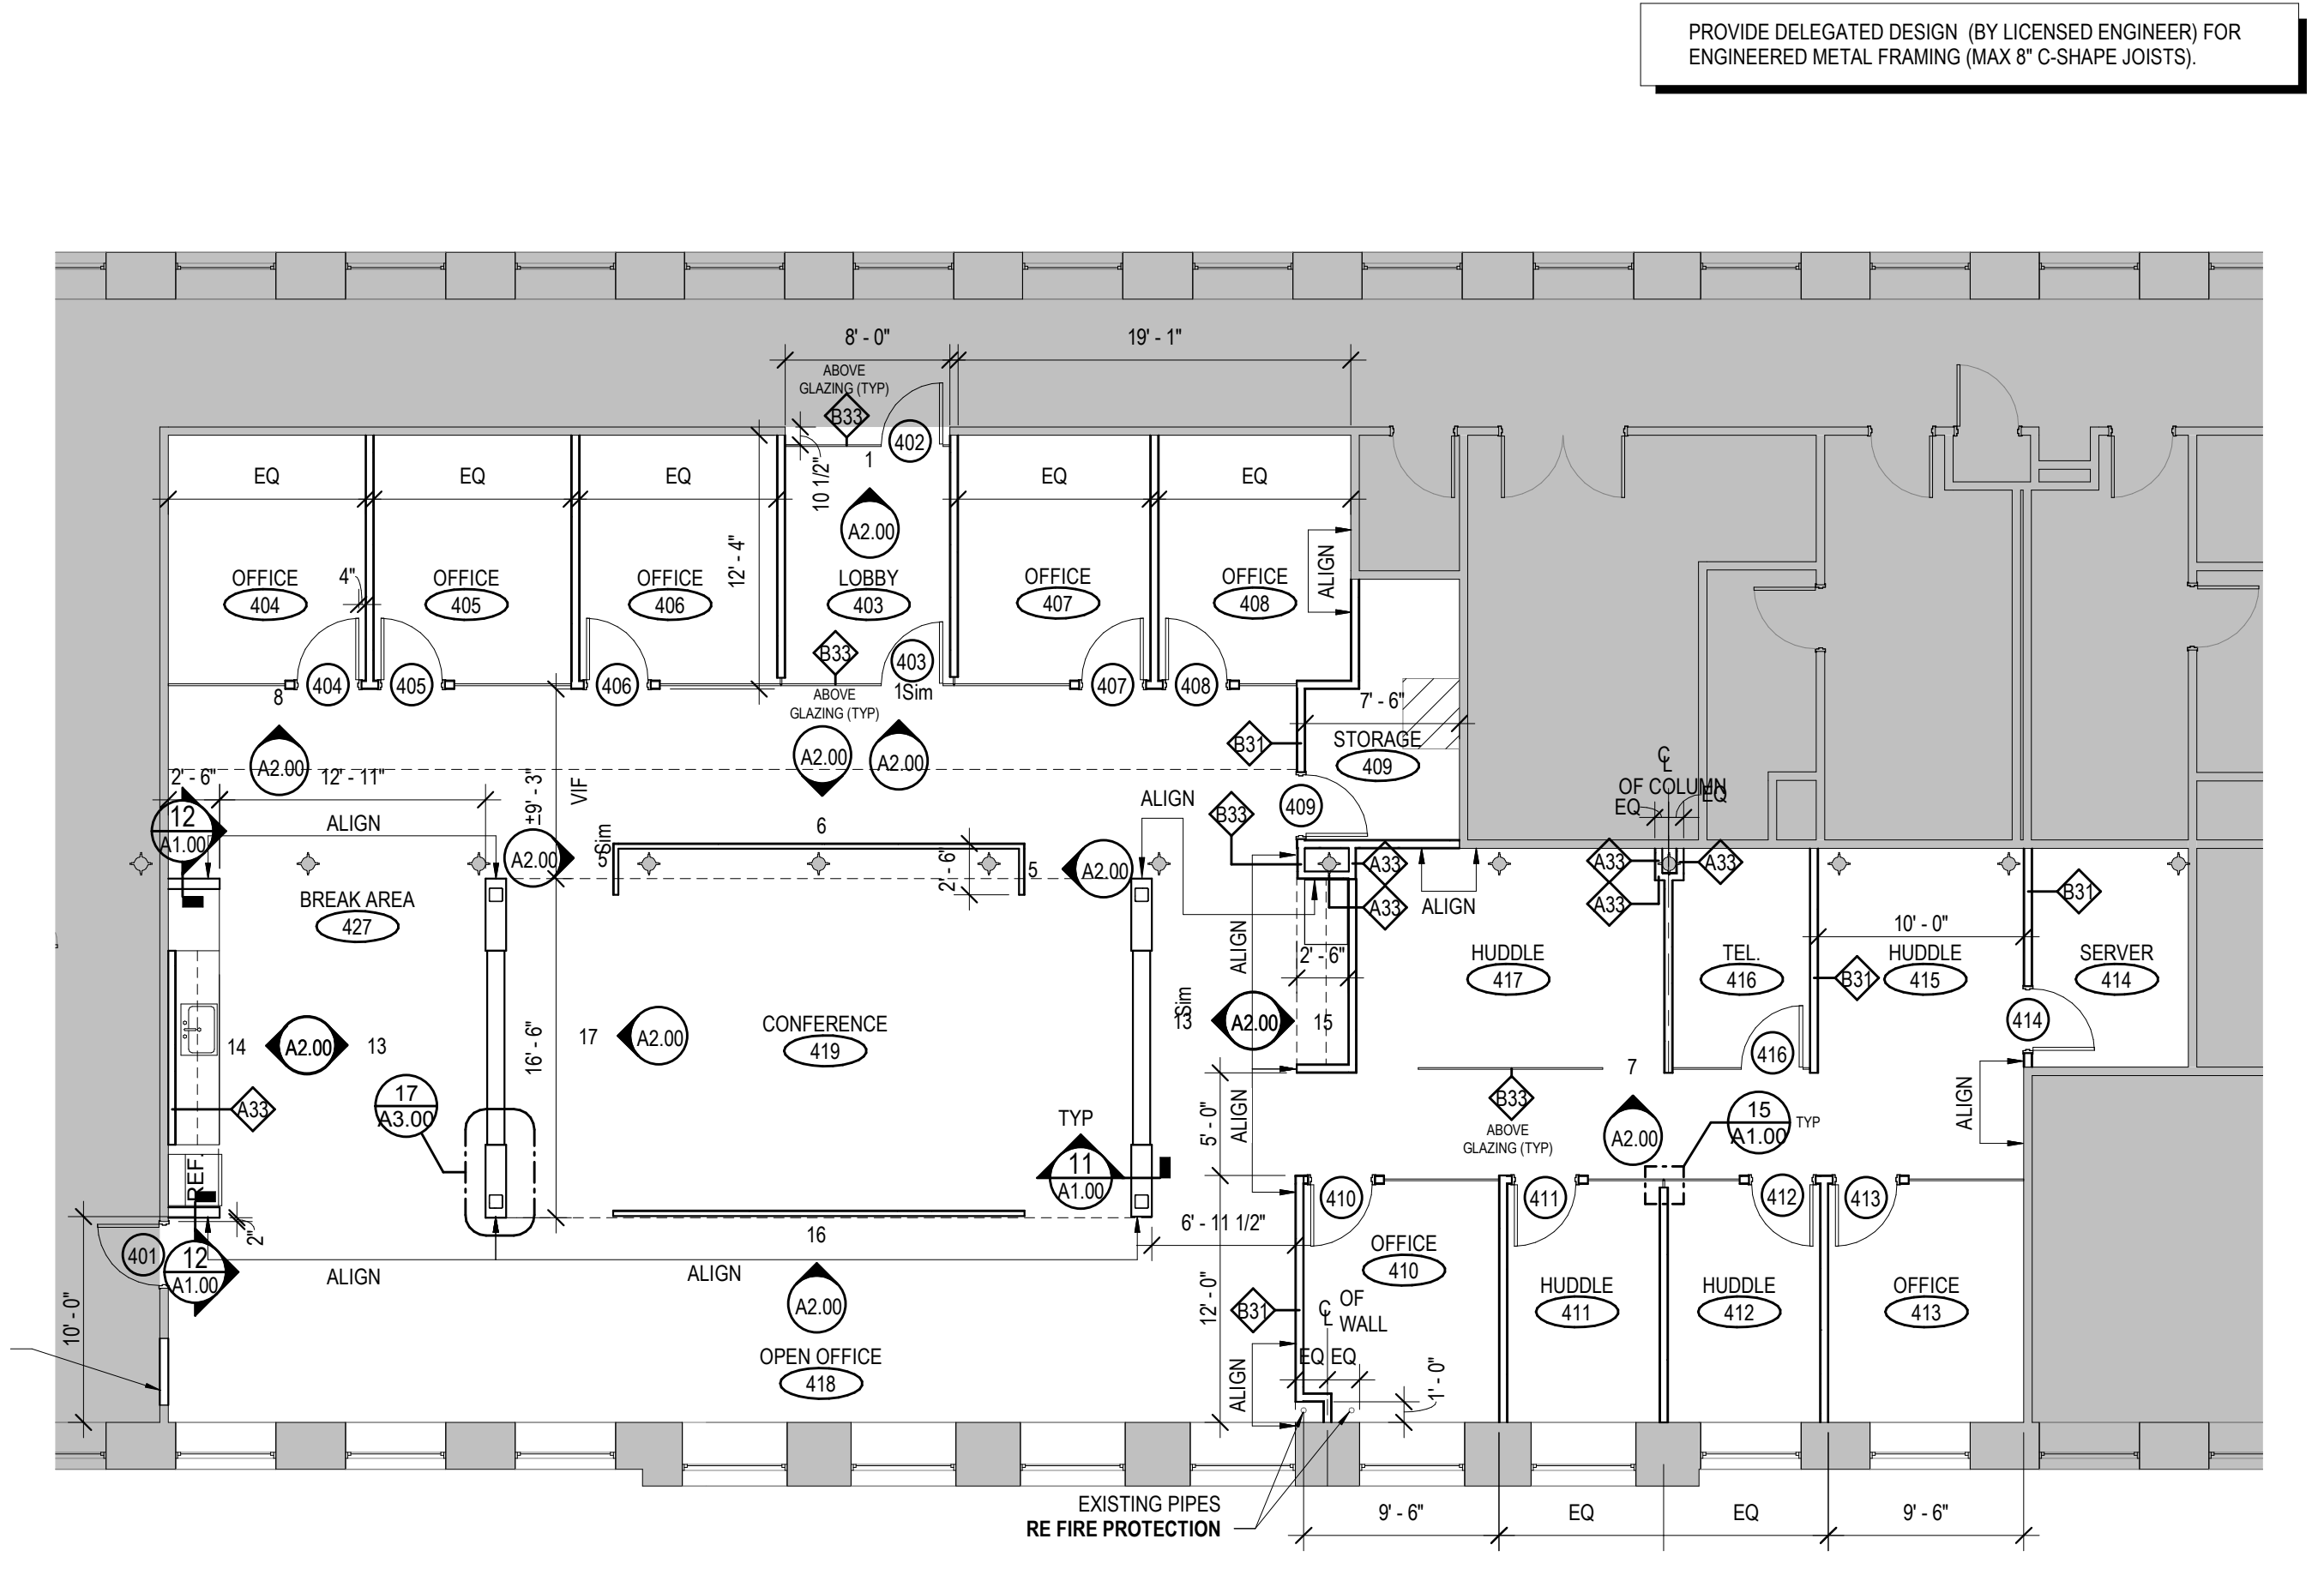 PROVIDE DELEGATED DESIGN (BY LICENSED ENGINEER) FOR
ENGINEERED METAL FRAMING (MAX 8" C-SHAPE JOISTS).
8' - 0"
19' - 1"
ABOVE
GLAZING (TYP)
B33
402
1
10 1/2"
EQ
EQ
EQ
EQ
EQ
A2.00
12' - 4"
ALIGN
OFFICE
404
4"
OFFICE
405
OFFICE
406
LOBBY
403
OFFICE
407
OFFICE
408
B33
403
1Sim
404
405
406
407
408
8
ABOVE
GLAZING (TYP)
7' - 6"
B31
STORAGE
409
A2.00
A2.00
A2.00
2' - 6"
12' - 11"
±9' - 3"
VIF
℄
OF COLUMN
EQ
EQ
ALIGN
409
B33
12
A1.00
ALIGN
6
A2.00
5
Sim
2' - 6"
5
A2.00
A33
A33
A33
A33
A33
ALIGN
B31
BREAK AREA
427
ALIGN
2' - 6"
HUDDLE
417
TEL.
416
10' - 0"
B31
HUDDLE
415
SERVER
414
14
A2.00
13
16' - 6"
17
A2.00
CONFERENCE
419
Sim
13
A2.00
15
414
416
7
A33
17
A3.00
TYP
11
A1.00
5' - 0"
ALIGN
B33
ABOVE
GLAZING (TYP)
A2.00
15
A1.00
TYP
ALIGN
REF.
2"
401
12
A1.00
ALIGN
ALIGN
16
6' - 11 1/2"
410
411
412
413
OFFICE
410
HUDDLE
411
HUDDLE
412
OFFICE
413
10' - 0"
A2.00
12' - 0"
B31
℄
OF
WALL
EQ
EQ
1' - 0"
ALIGN
OPEN OFFICE
418
EXISTING PIPES
RE FIRE PROTECTION
9' - 6"
EQ
EQ
9' - 6"